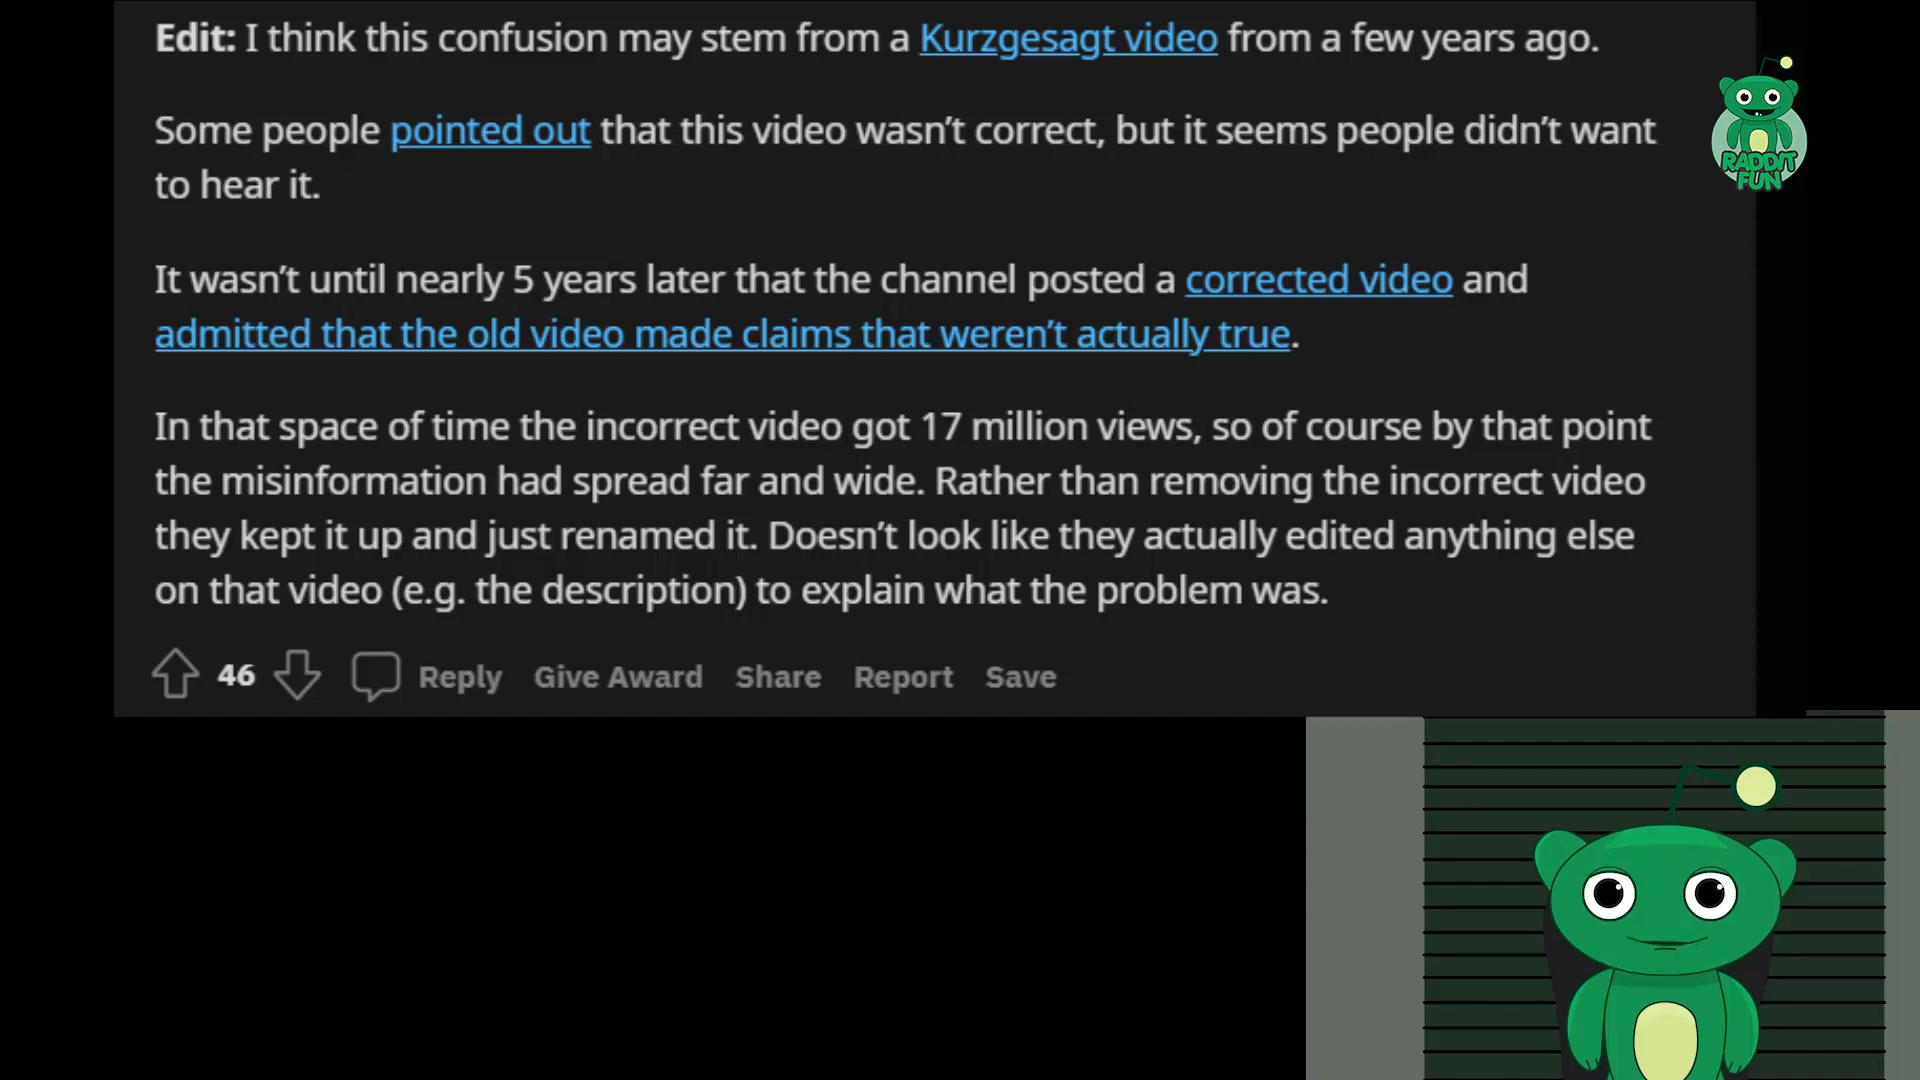 Edit: I think this confusion may stem from a Kurzgesagt video from a few years ago.
Some people pointed out that this video wasn't correct, but it seems people didn't want
to hear it.
It wasn't until nearly 5 years later that the channel posted a corrected video and
admitted that the old video made claims that weren't actually true.
In that space of time the incorrect video got 17 million views, so of course by that point
the misinformation had spread far and wide. Rather than removing the incorrect video
they kept it up and just renamed it. Doesn't look like they actually edited anything else
on that video (e.g. the description) to explain what the problem was.
46 Reply Give Award Share Report Save
RADDIT
FUN